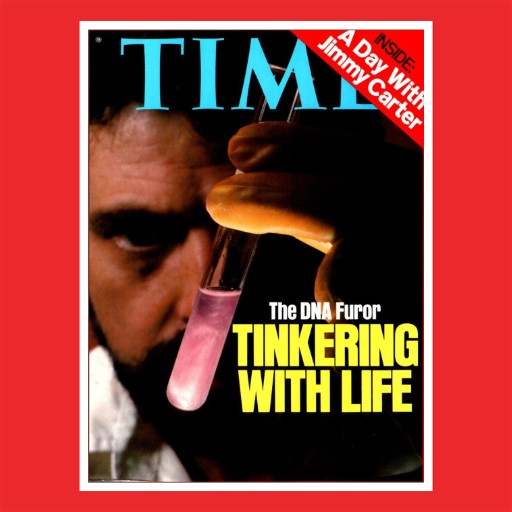 TIME
INSIDE:
A Day With
Jimmy Carter
The DNA Furor
TINKERING
WITH LIFE